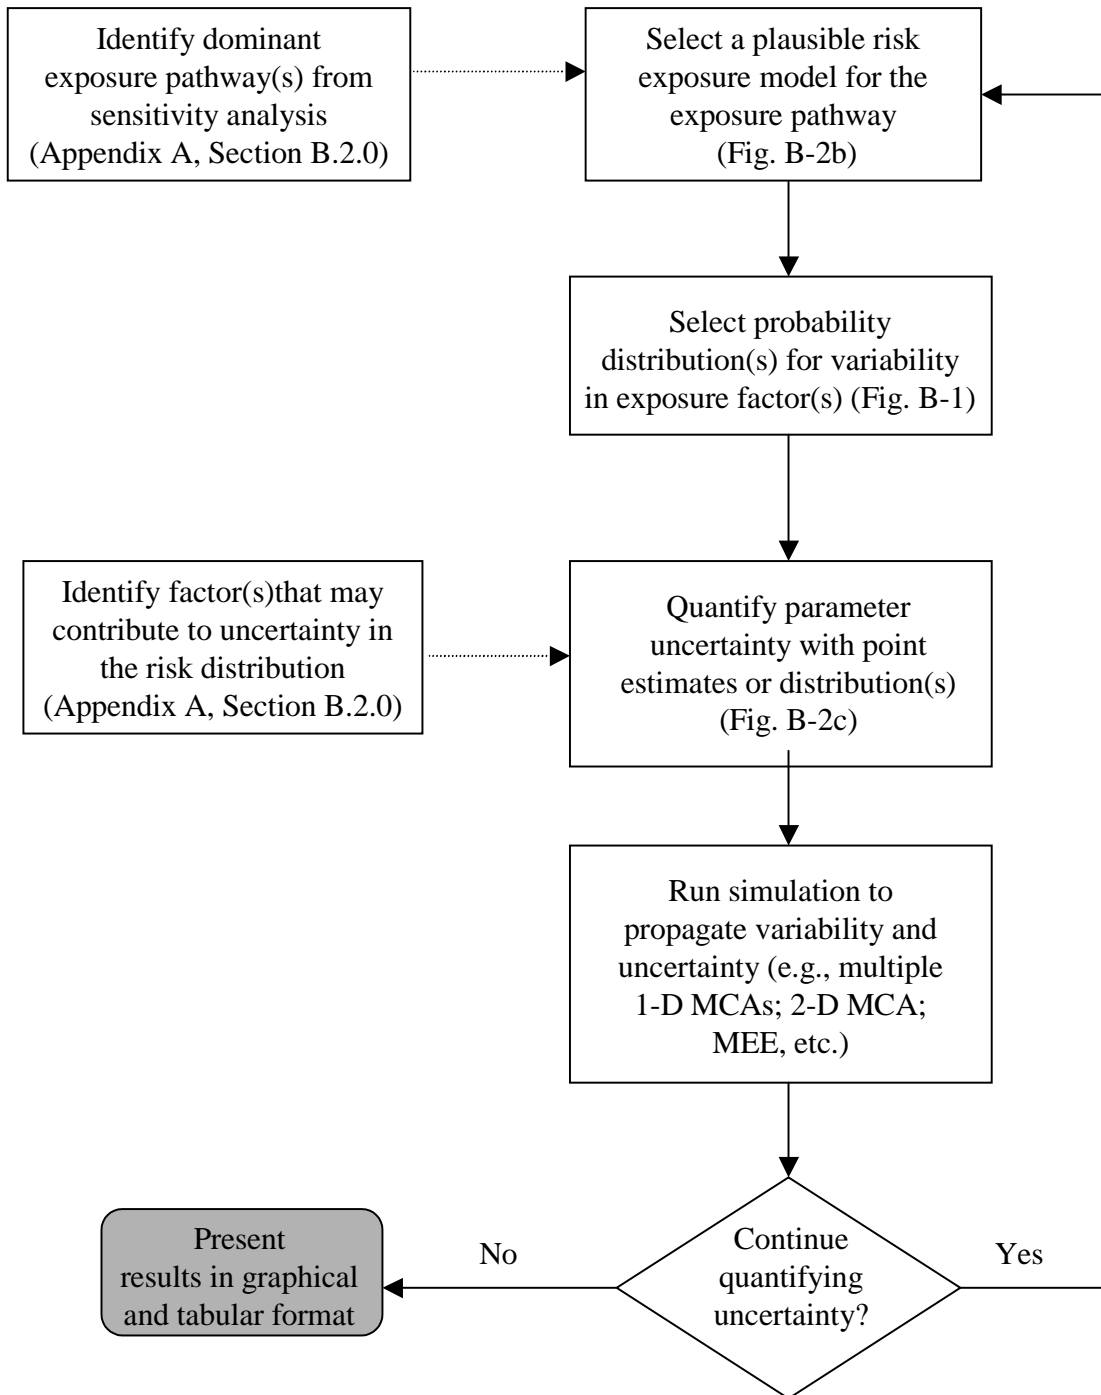 Identify dominant
exposure pathway(s) from
sensitivity analysis
(Appendix A, Section B.2.0)
Select a plausible risk
exposure model for the
exposure pathway
(Fig. B-2b)
Select probability
distribution(s) for variability
in exposure factor(s) (Fig. B-1)
Identify factor(s)that may
contribute to uncertainty in
the risk distribution
(Appendix A, Section B.2.0)
Quantify parameter
uncertainty with point
estimates or distribution(s)
(Fig. B-2c)
Run simulation to
propagate variability and
uncertainty (e.g., multiple
1-D MCAs; 2-D MCA;
MEE, etc.)
Present
results in graphical
and tabular format
No
Continue
quantifying
uncertainty?
Yes